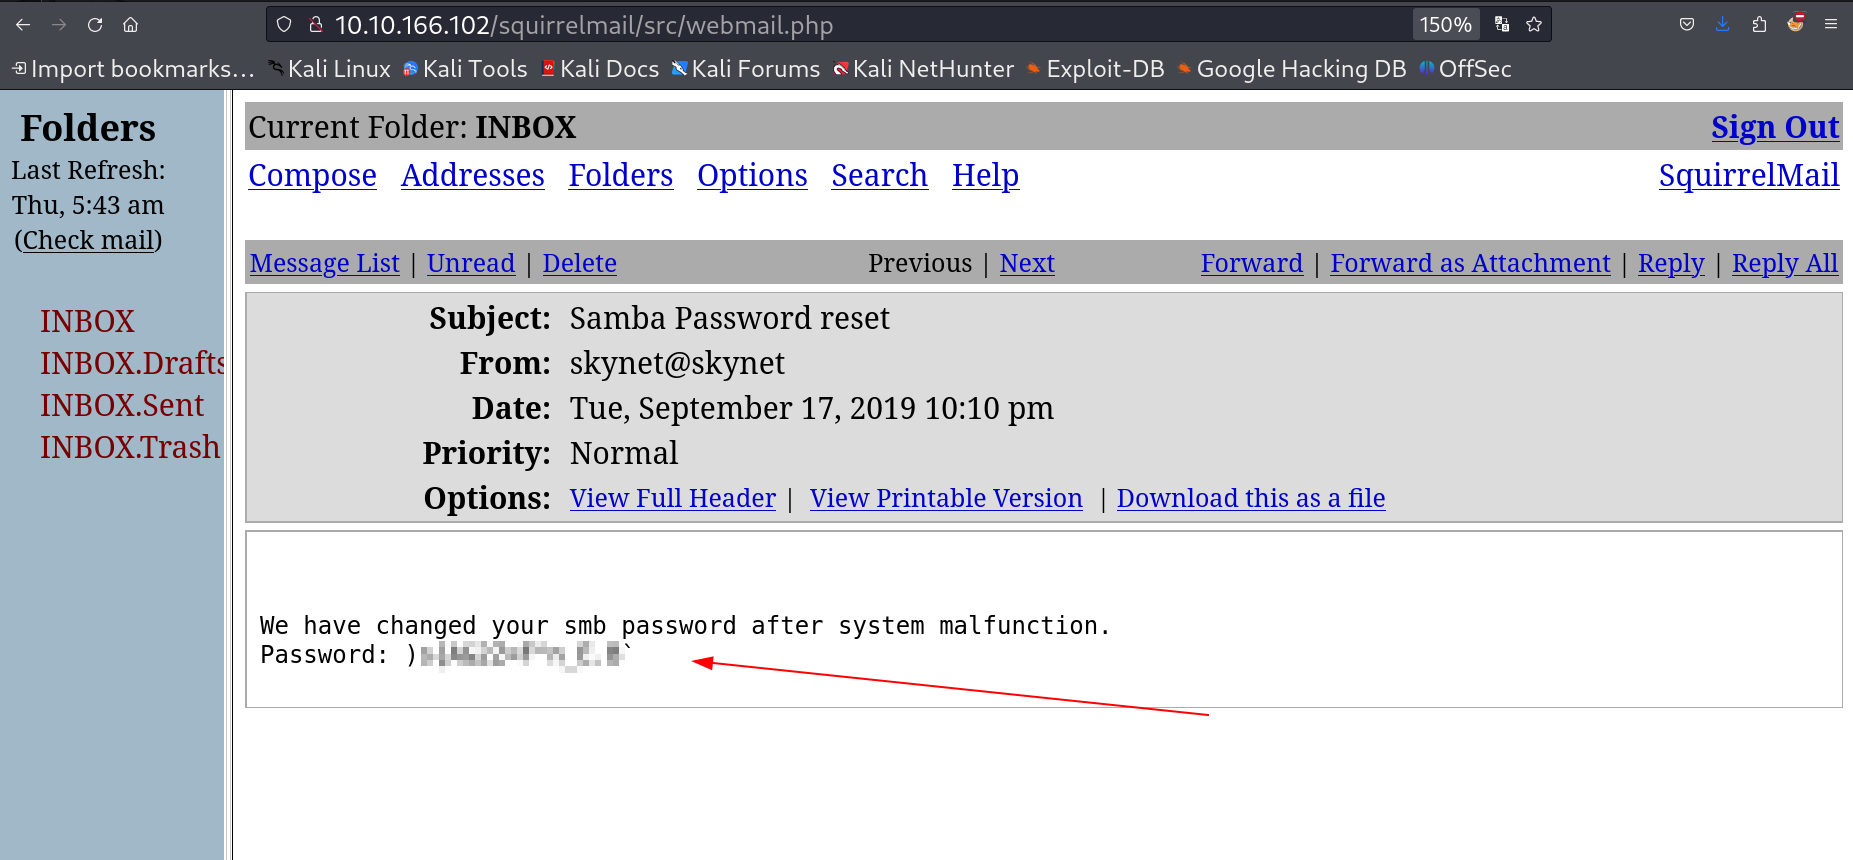 10.10.166.102/squirrelmail/src/webmail.php 150%
Import bookmarks... Kali Linux Kali Tools Kali Docs Kali Forums Kali NetHunter Exploit-DB Google Hacking DB OffSec
Folders
Last Refresh:
Thu, 5:43 am
(Check mail)
INBOX
INBOX.Drafts
INBOX.Sent
INBOX.Trash
Current Folder: INBOX Sign Out
Compose Addresses Folders Options Search Help SquirrelMail
Message List | Unread | Delete Previous | Next Forward | Forward as Attachment | Reply | Reply All
Subject: Samba Password reset
From: skynet@skynet
Date: Tue, September 17, 2019 10:10 pm
Priority: Normal
Options: View Full Header | View Printable Version | Download this as a file
We have changed your smb password after system malfunction.
Password: